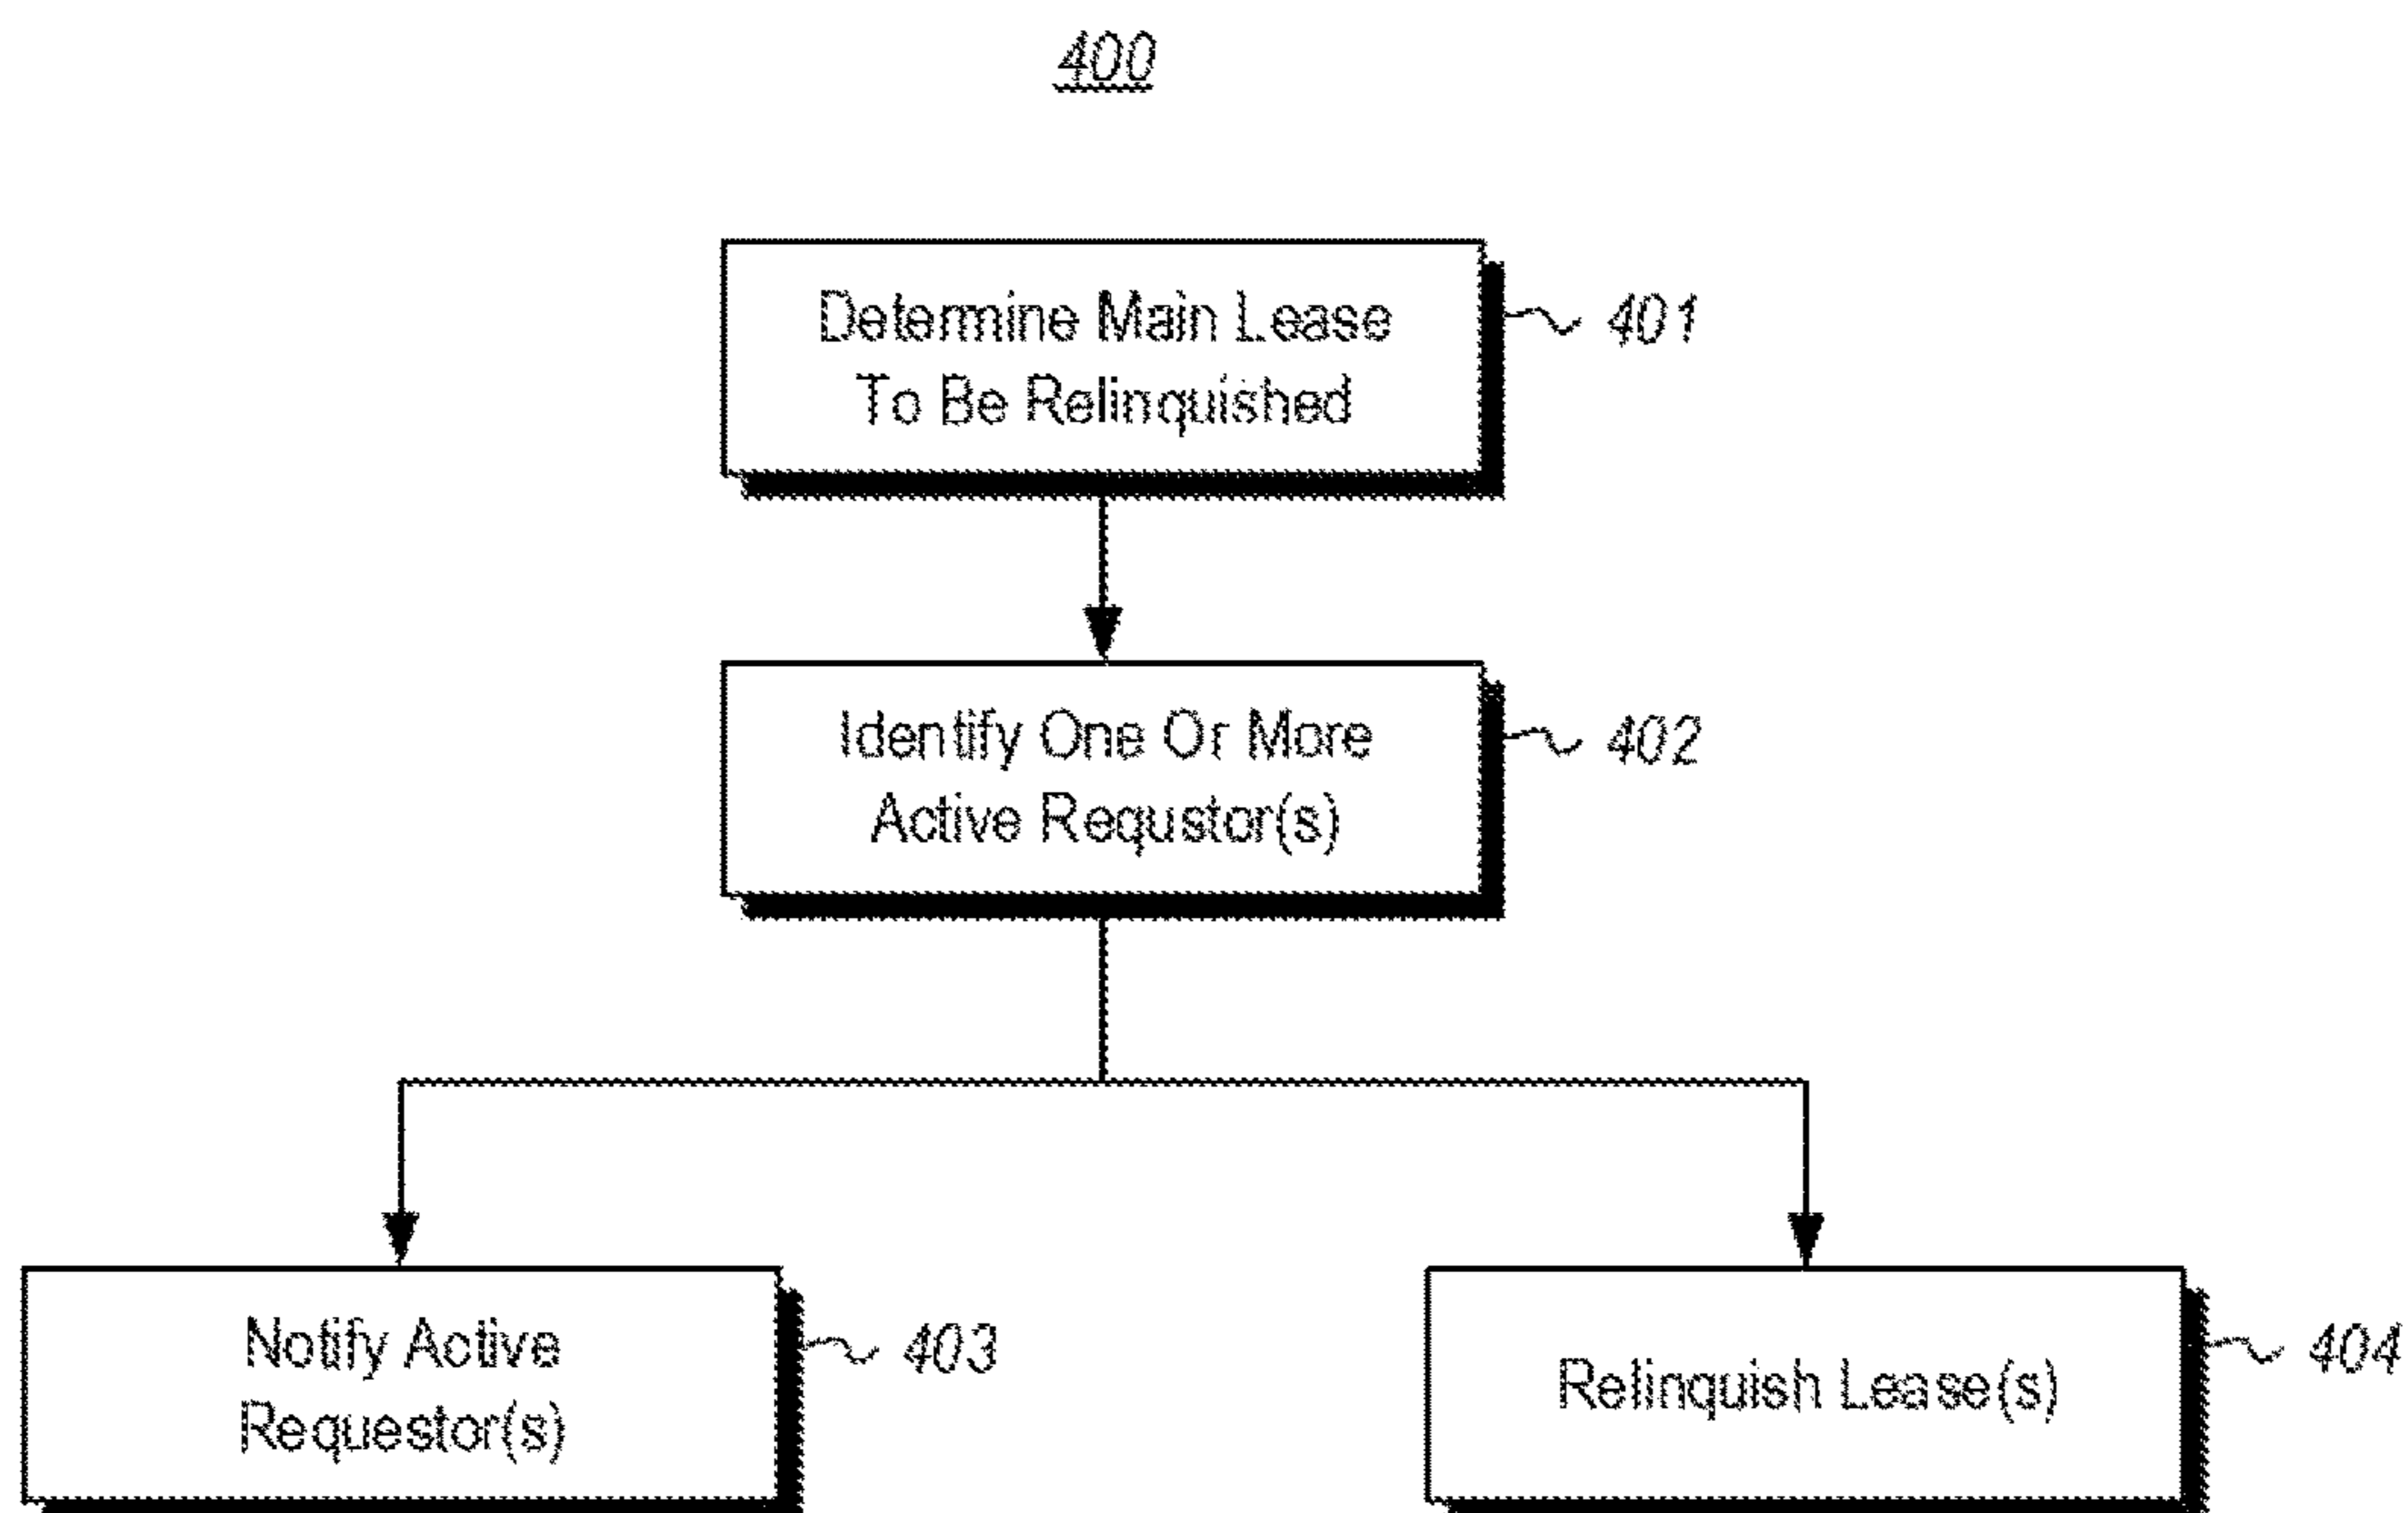 400
Determine Main Lease
To Be Relinquished
401
Identify One Or More
Active Requstor(s)
402
Notify Active
Requestor(s)
403
Relinquish Lease(s)
404